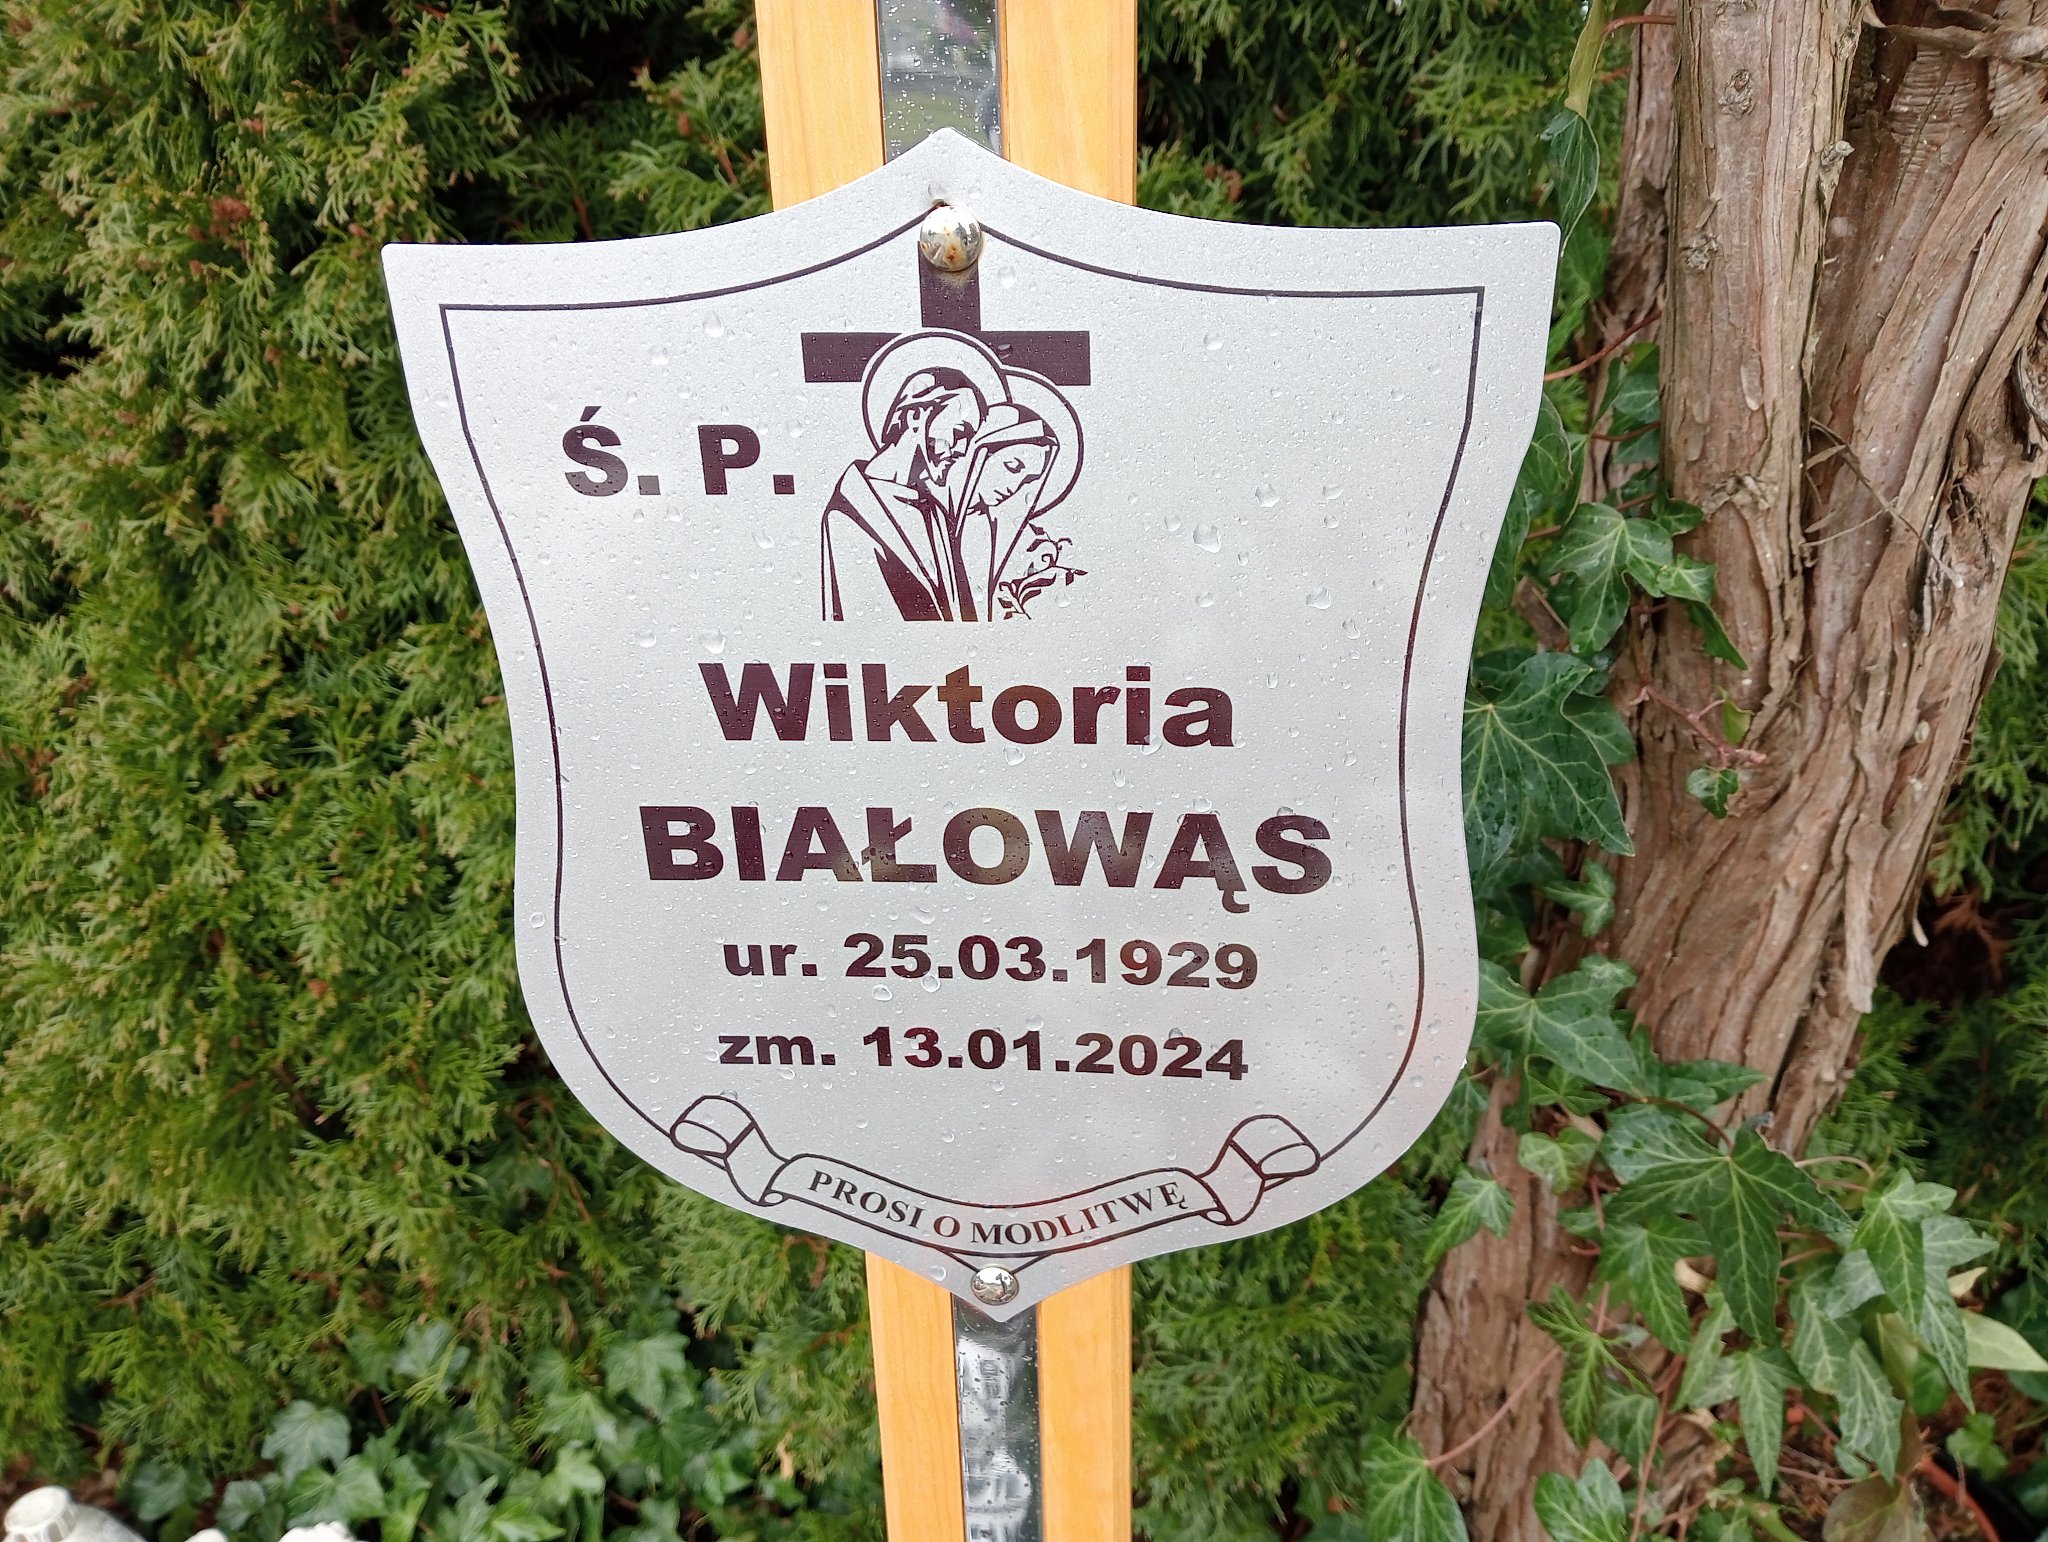 Ś. P.
Wiktoria
BIAŁOWĄS
ur. 25.03.1929
zm. 13.01.2024
PROSI O MODLITWĘ